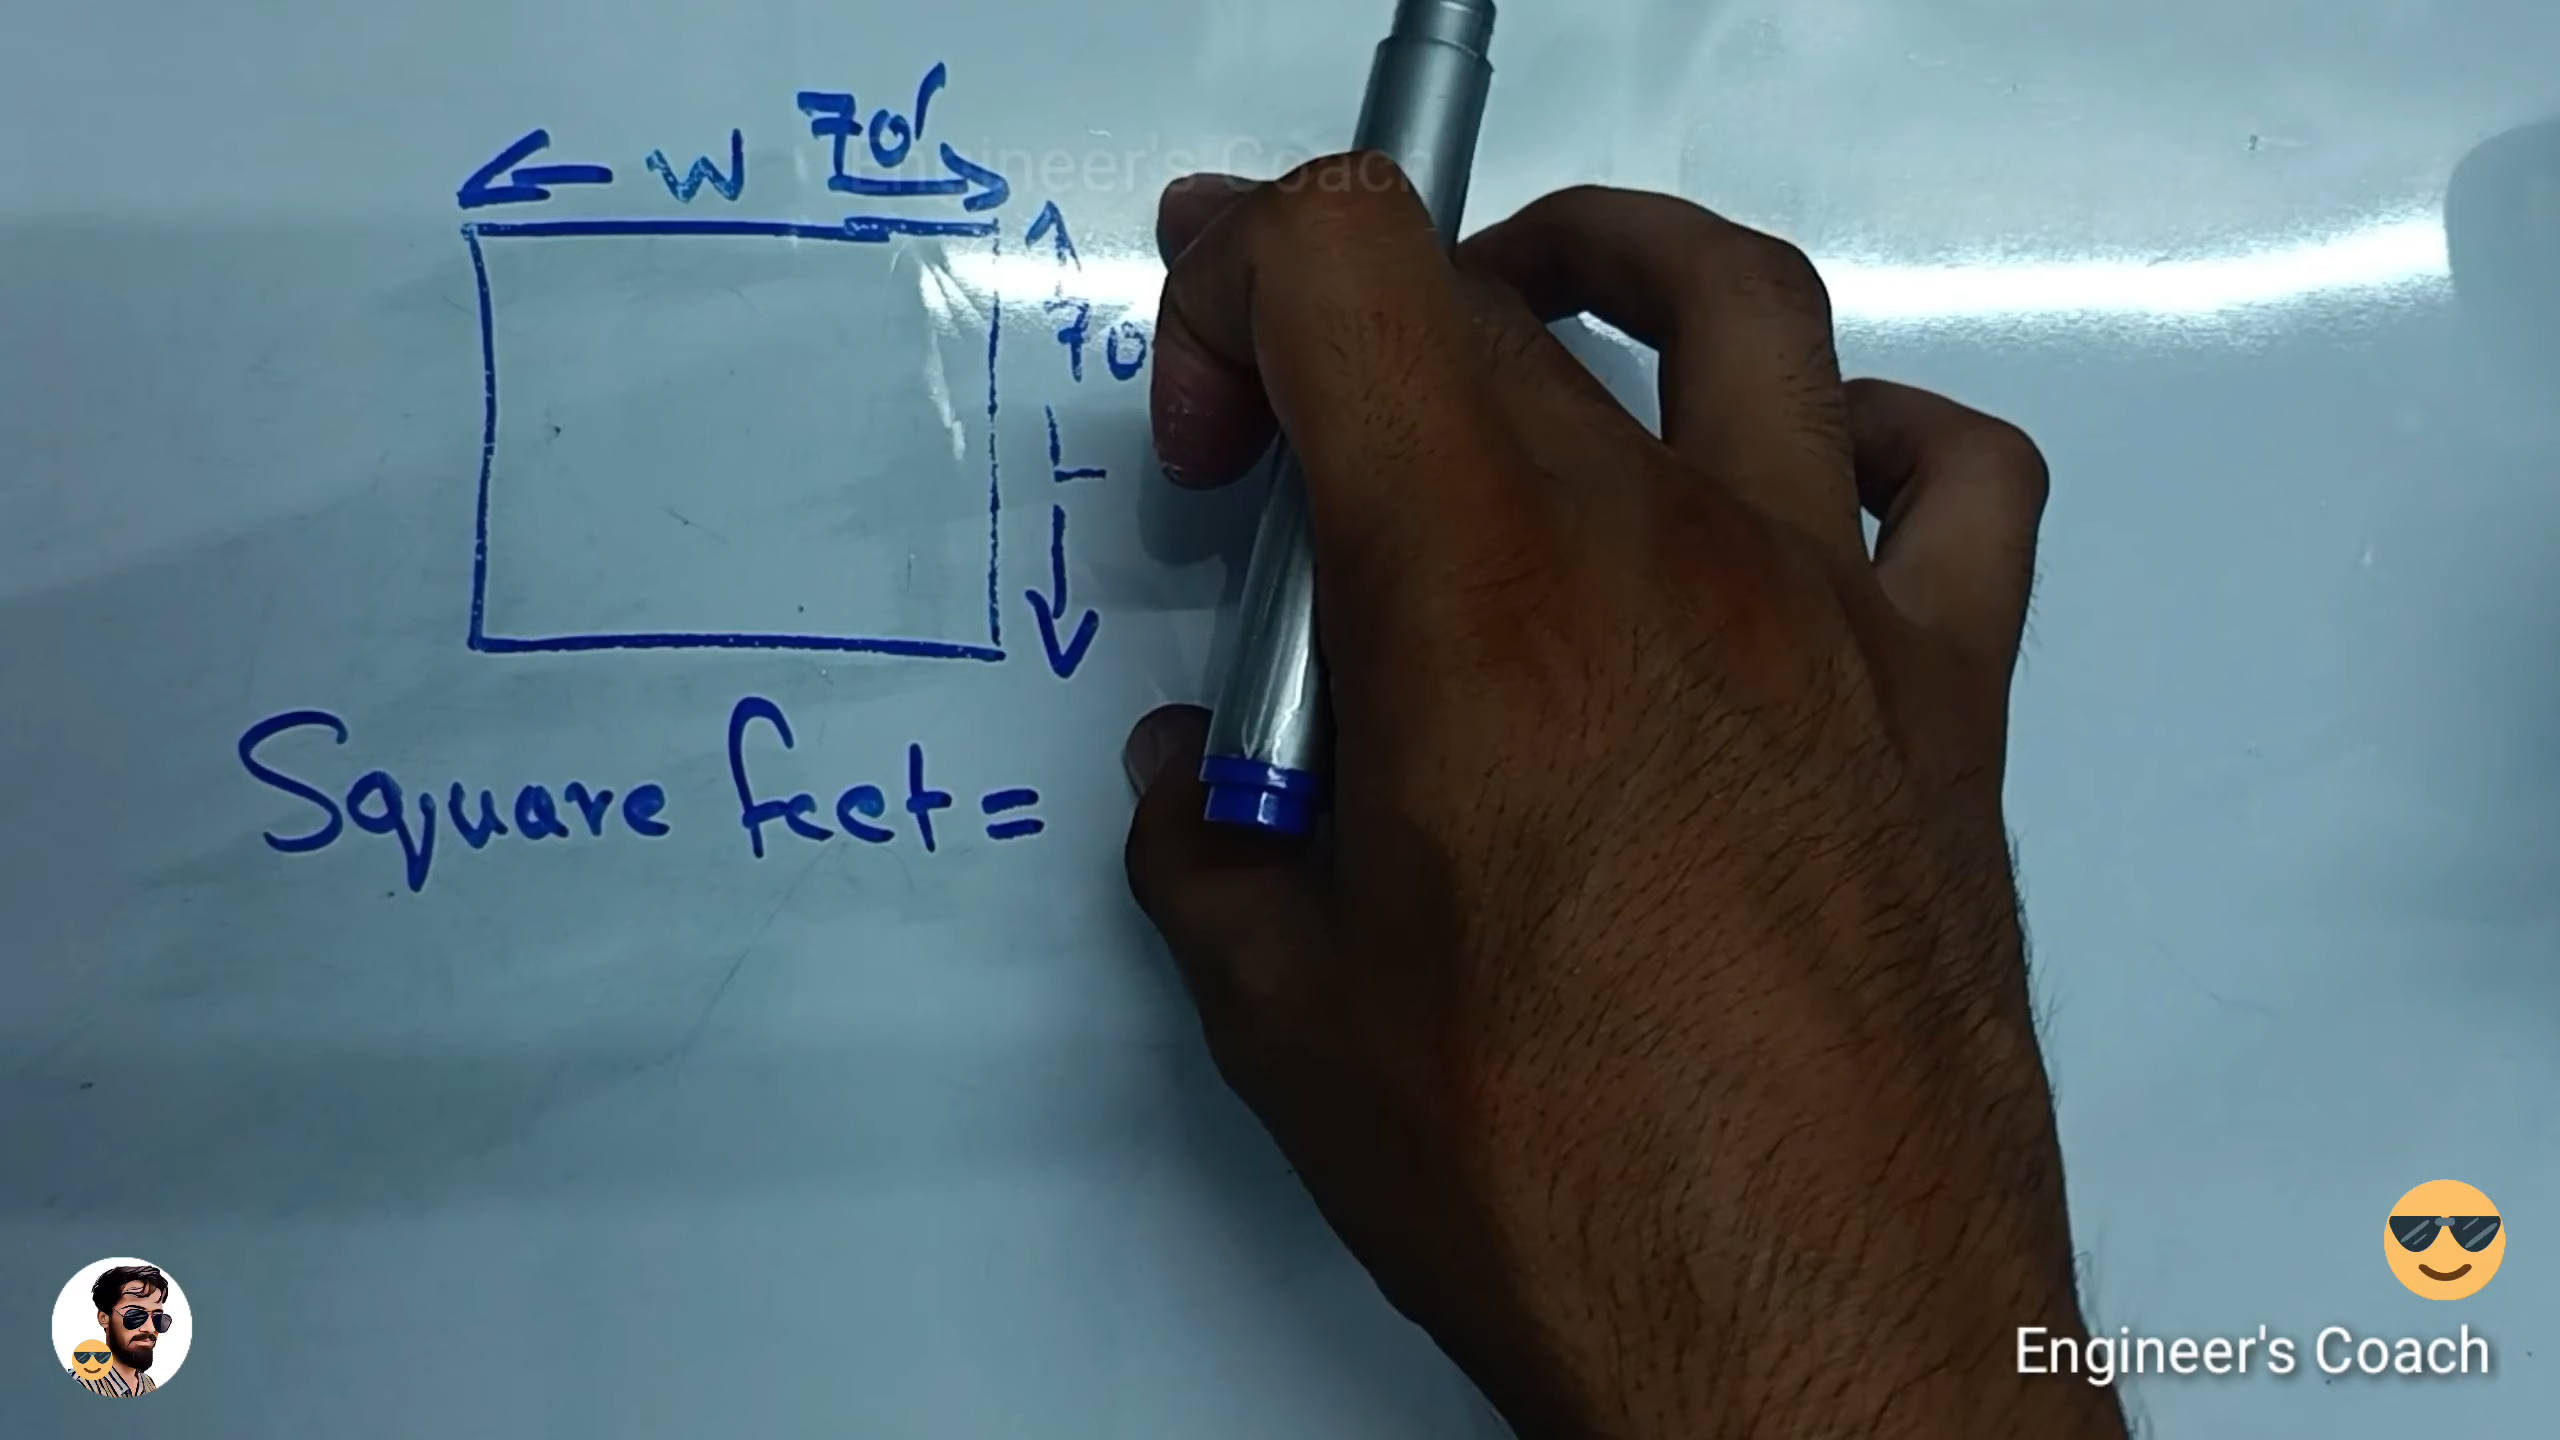 W 70'
Engineer's Coach
70
L
Square feet =
Engineer's Coach